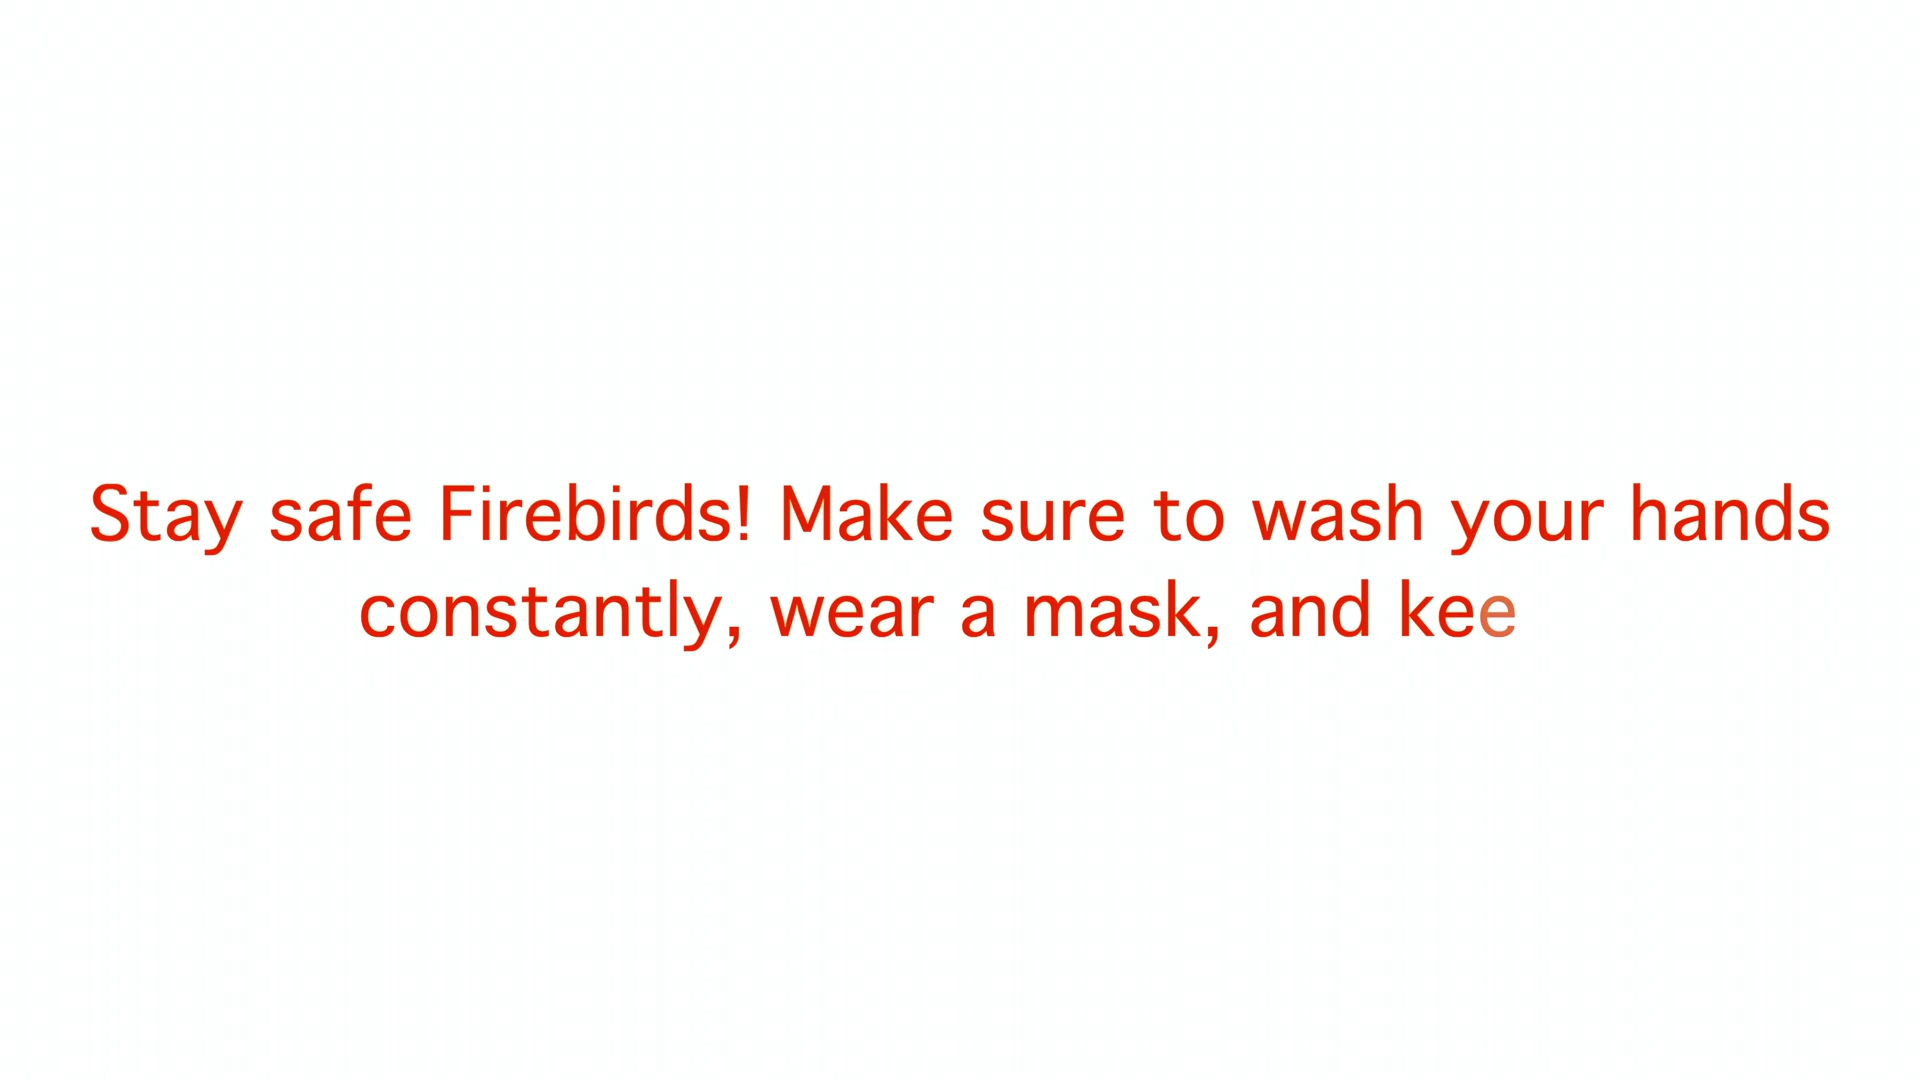 Stay safe Firebirds! Make sure to wash your hands
constantly, wear a mask, and kee